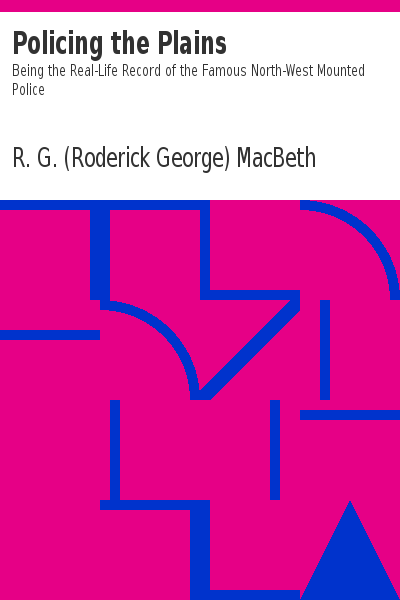 Policing the Plains
Being the Real-Life Record of the Famous North-West Mounted
Police
R. G. (Roderick George) MacBeth